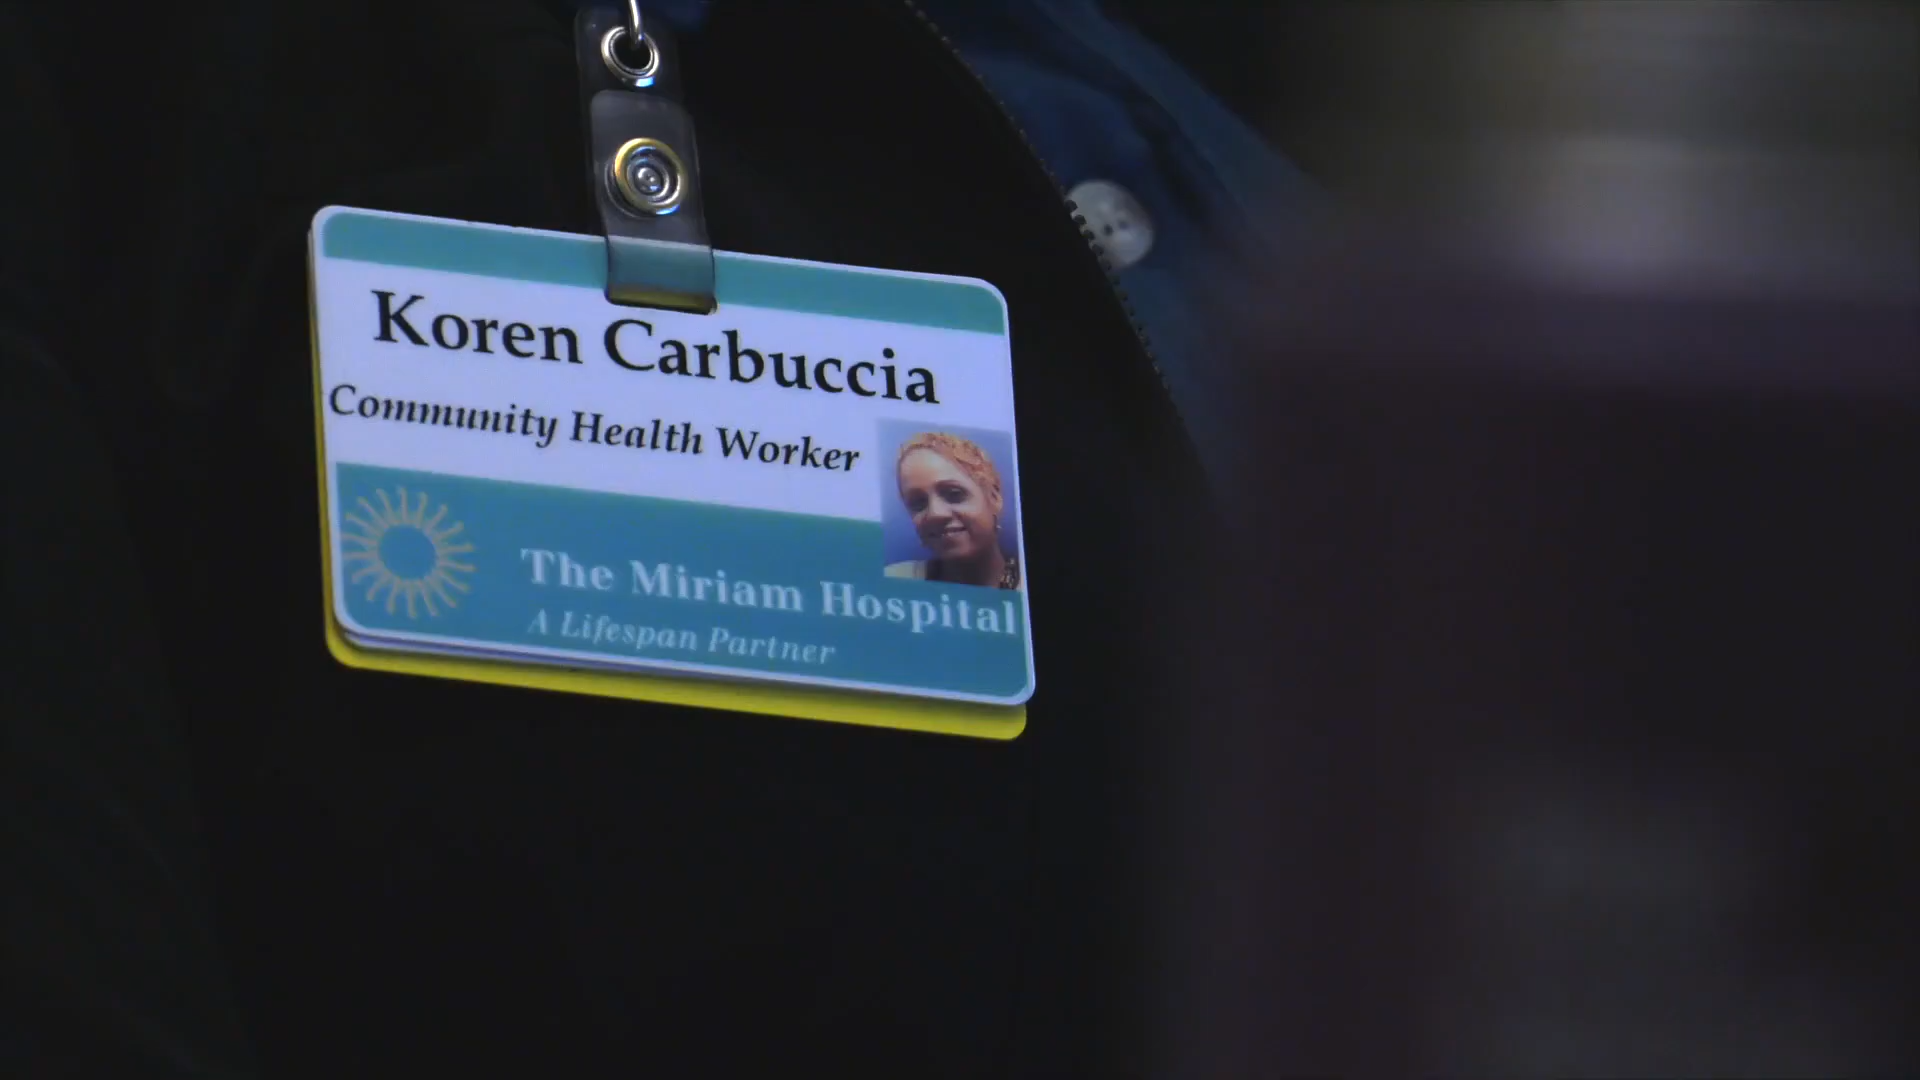 Koren Carbuccia
Community Health Worker
The Miriam Hospital
A Lifespan Partner